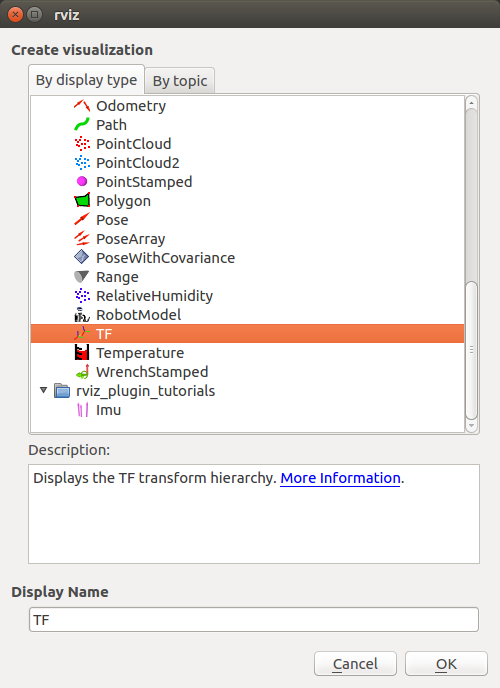 rviz
Create visualization
By display type
By topic
Odometry
Path
PointCloud
PointCloud2
PointStamped
Polygon
Pose
PoseArray
PoseWithCovariance
Range
RelativeHumidity
RobotModel
TF
Temperature
WrenchStamped
rviz_plugin_tutorials
Imu
Description:
Displays the TF transform hierarchy. More Information.
Display Name
TF
Cancel
OK